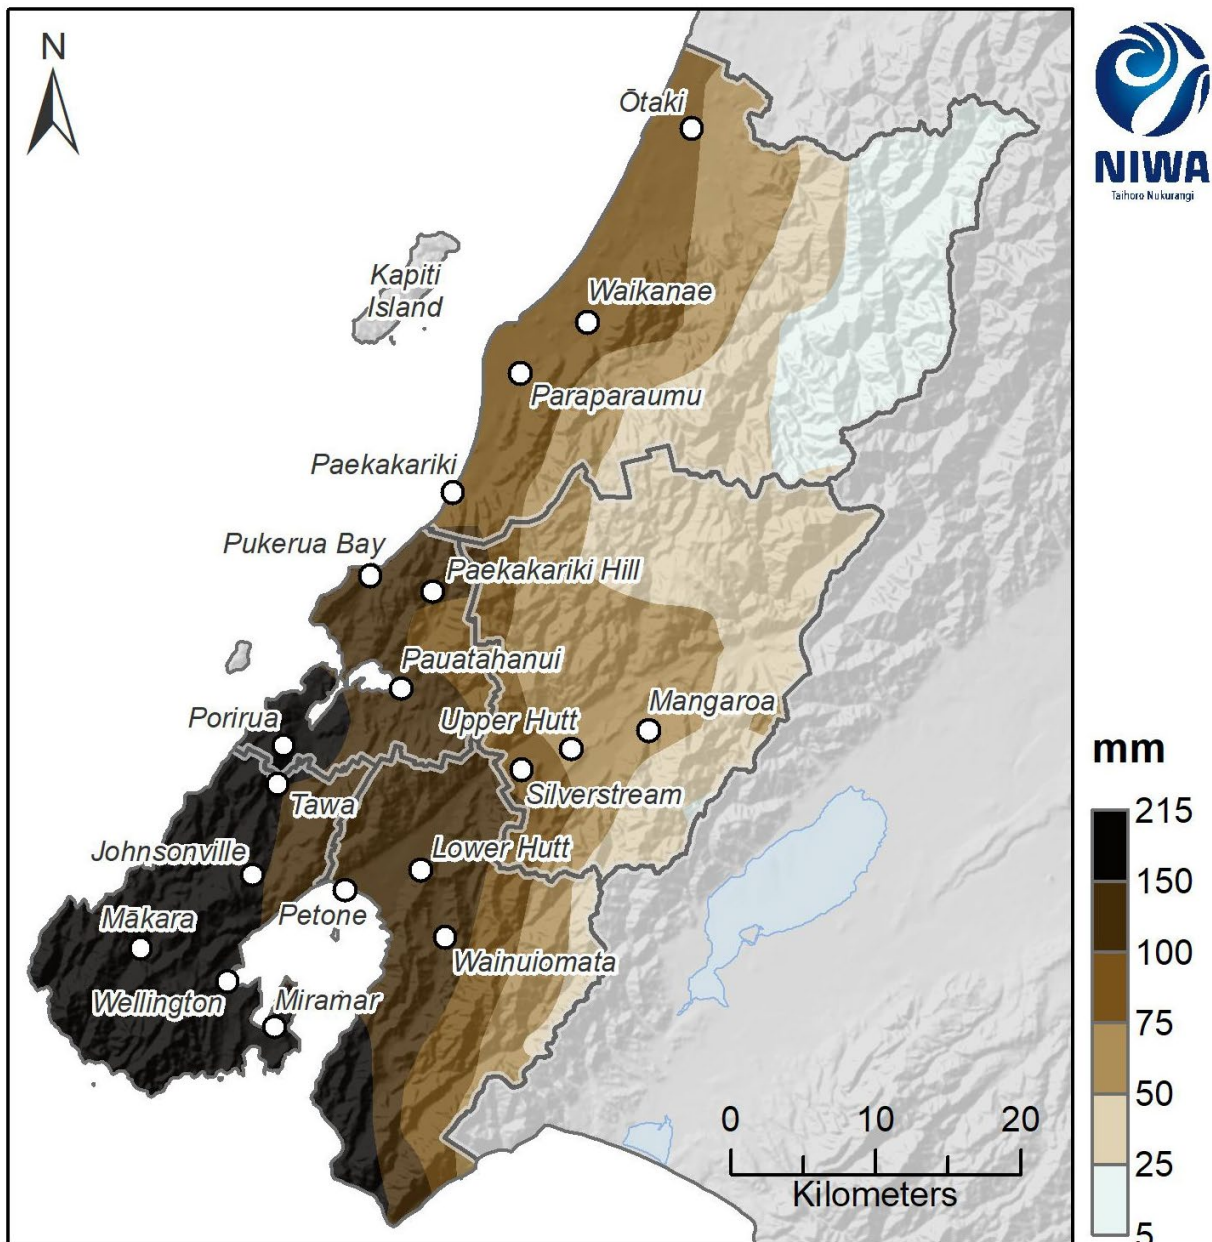 N
NIWA
Taihoro Nukurangi
Ōtaki
Kapiti
Island
Waikanae
Paraparaumu
Paekakariki
Pukerua Bay
Paekakariki Hill
Pauatahanui
Porirua
Upper Hutt
Mangaroa
Silverstream
Tawa
Johnsonville
Lower Hutt
Mākara
Petone
Wainuiomata
Wellington
Miramar
mm
215
150
100
75
50
25
5
0 10 20
Kilometers